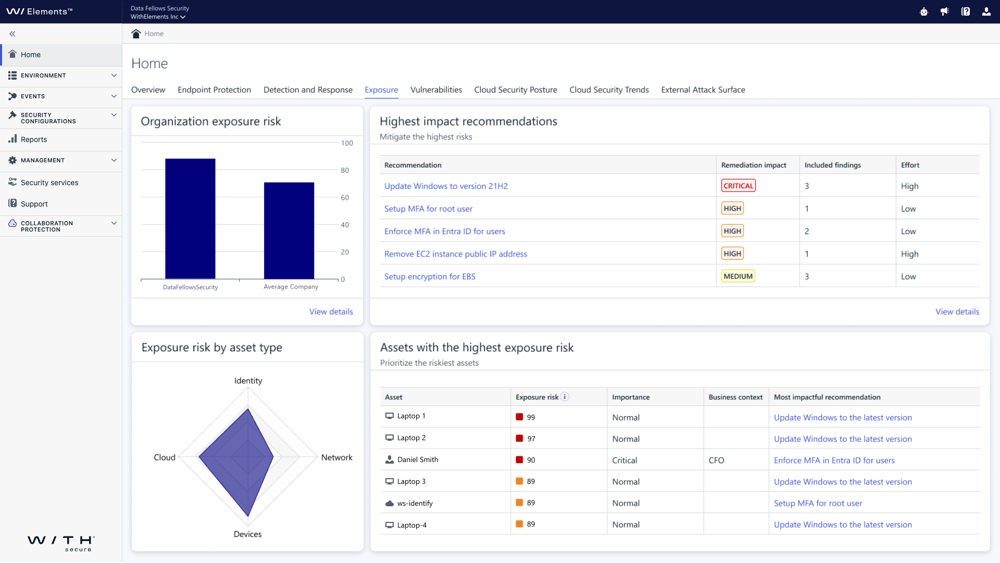 W/ Elements™
Data Fellows Security
WithElements Inc
Home
Home
ENVIRONMENT
EVENTS
SECURITY
CONFIGURATIONS
Reports
MANAGEMENT
Security services
Support
COLLABORATION
PROTECTION
W / T H
secure
Home
Overview Endpoint Protection Detection and Response Exposure Vulnerabilities Cloud Security Posture Cloud Security Trends External Attack Surface
Organization exposure risk
100
80
60
40
20
0
DataFellowsSecurity Average Company
View details
Highest impact recommendations
Mitigate the highest risks
Recommendation Remediation impact Included findings Effort
Update Windows to version 21H2 CRITICAL 3 High
Setup MFA for root user HIGH 1 Low
Enforce MFA in Entra ID for users HIGH 2 Low
Remove EC2 instance public IP address HIGH 1 High
Setup encryption for EBS MEDIUM 3 Low
View details
Exposure risk by asset type
Identity
Cloud Network
Devices
Assets with the highest exposure risk
Prioritize the riskiest assets
Asset Exposure risk i Importance Business context Most impactful recommendation
Laptop 1 99 Normal Update Windows to the latest version
Laptop 2 97 Normal Update Windows to the latest version
Daniel Smith 90 Critical CFO Enforce MFA in Entra ID for users
Laptop 3 89 Normal Update Windows to the latest version
ws-identify 89 Normal Setup MFA for root user
Laptop-4 89 Normal Update Windows to the latest version